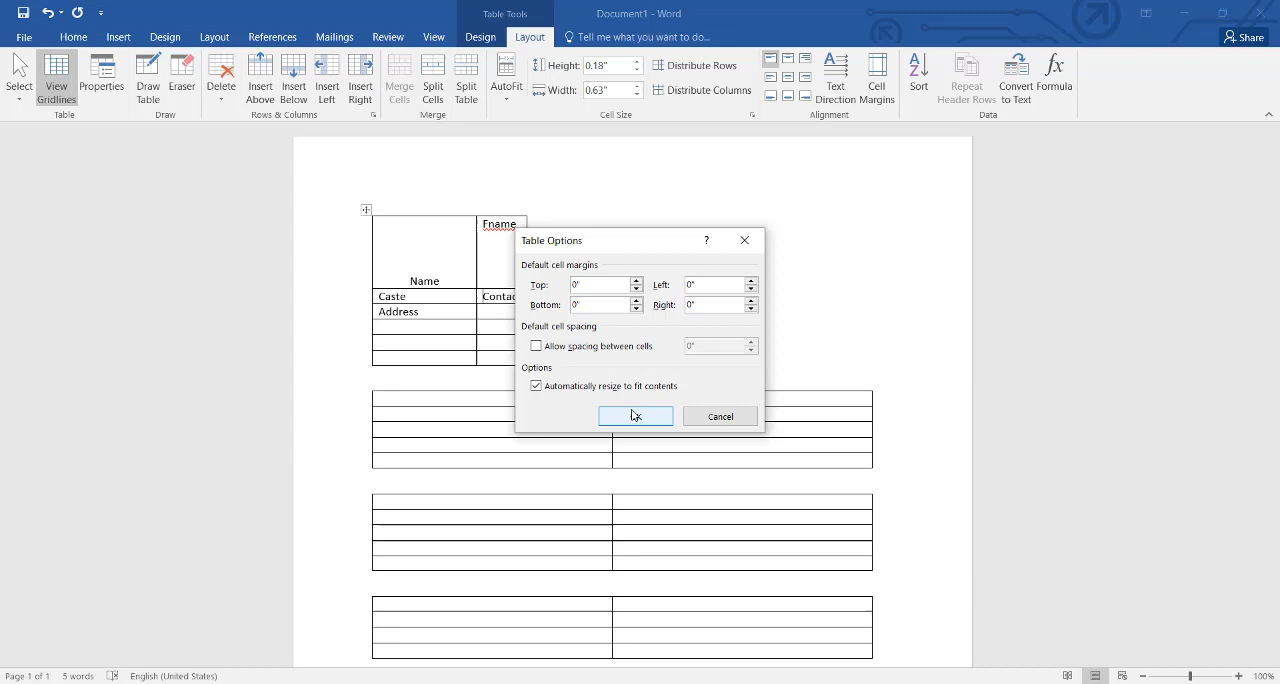 Table Tools
Document1 - Word
File
Home
Insert
Design
Layout
References
Mailings
Review
View
Design
Layout
Tell me what you want to do...
Share
Select
View Gridlines
Properties
Table
Draw Table
Eraser
Draw
Delete
Insert Above
Insert Below
Insert Left
Insert Right
Rows & Columns
Merge Cells
Split Cells
Split Table
Merge
AutoFit
Height: 0.18"
Width: 0.63"
Distribute Rows
Distribute Columns
Cell Size
Text Direction
Cell Margins
Alignment
Sort
Repeat Header Rows
Convert to Text
Formula
Data
Fname
Name
Caste
Address
Table Options
?
Default cell margins
Top: 0"
Left: 0"
Bottom: 0"
Right: 0"
Default cell spacing
Allow spacing between cells
0"
Options
Automatically resize to fit contents
Cancel
Page 1 of 1
5 words
English (United States)
100%